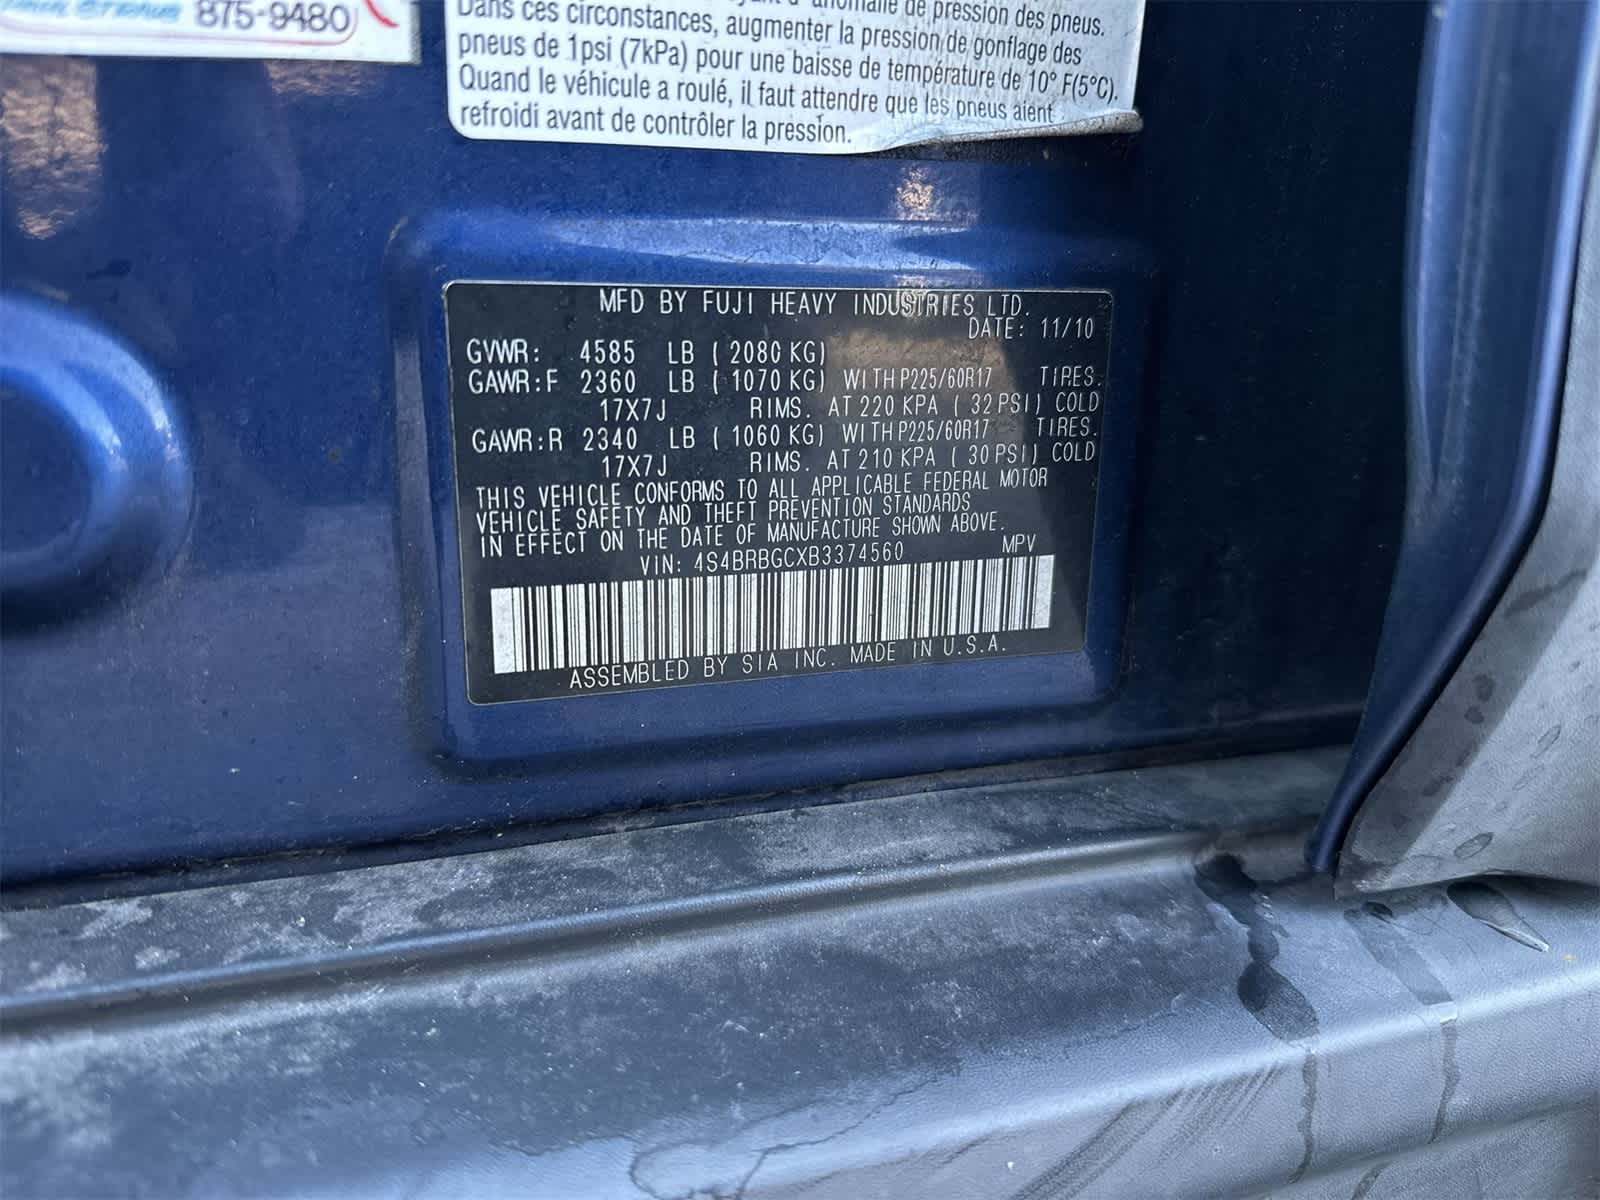 875-9480
anomalie de pression des pneus.
Dans ces circonstances, augmenter la pression de gonflage des
pneus de 1psi (7kPa) pour une baisse de température de 10° F(5°C).
Quand le véhicule a roulé, il faut attendre que les pneus aient
refroidi avant de contrôler la pression.
MFD BY FUJI HEAVY INDUSTRIES LTD.
DATE: 11/10
GVWR: 4585 LB ( 2080 KG)
GAWR:F 2360 LB ( 1070 KG) WITH P225/60R17 TIRES.
17X7J RIMS. AT 220 KPA ( 32 PSI) COLD
GAWR:R 2340 LB ( 1060 KG) WITH P225/60R17 TIRES.
17X7J RIMS. AT 210 KPA ( 30 PSI) COLD
THIS VEHICLE CONFORMS TO ALL APPLICABLE FEDERAL MOTOR
VEHICLE SAFETY AND THEFT PREVENTION STANDARDS
IN EFFECT ON THE DATE OF MANUFACTURE SHOWN ABOVE.
VIN: 4S4BRBGCXB3374560 MPV
ASSEMBLED BY SIA INC. MADE IN U.S.A.